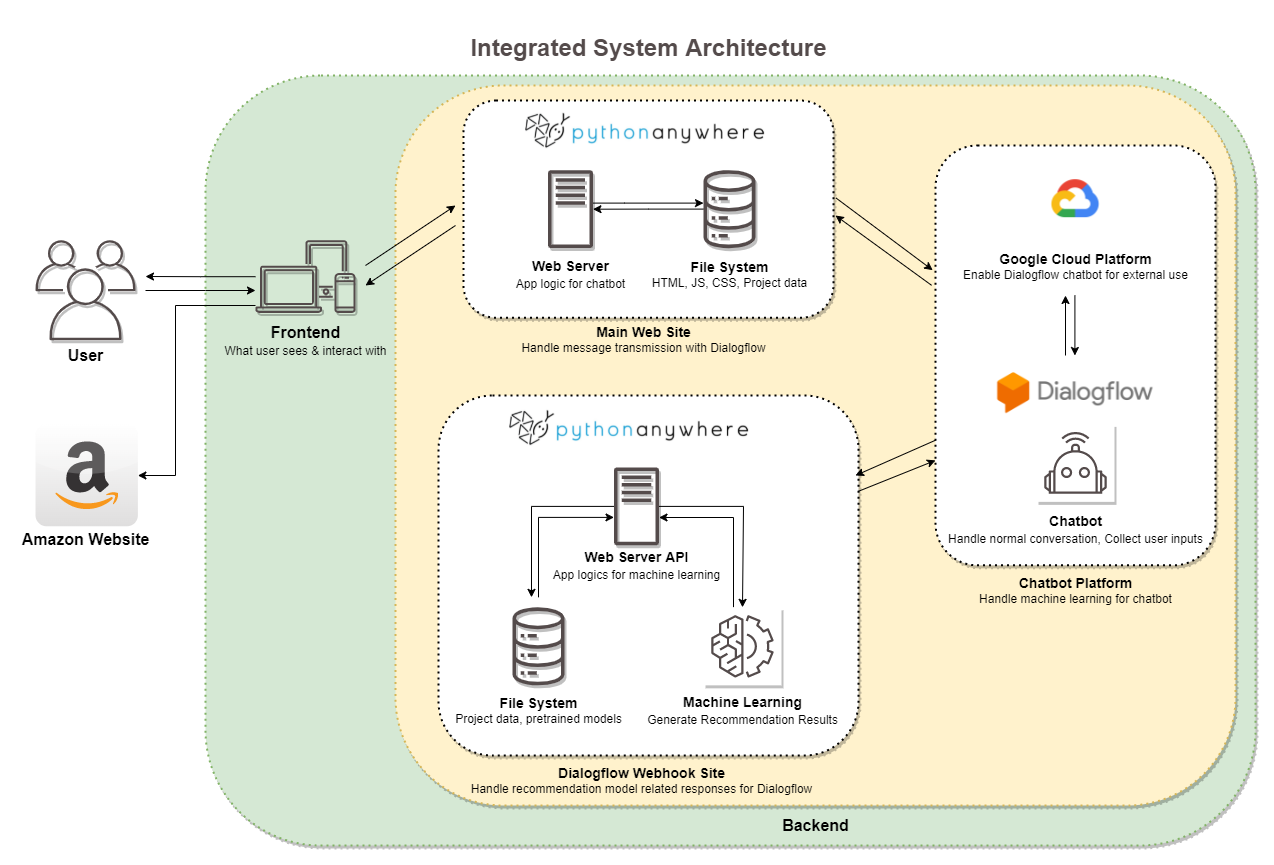 Integrated System Architecture
pythonanywhere
Web Server
App logic for chatbot
File System
HTML, JS, CSS, Project data
Main Web Site
Handle message transmission with Dialogflow
Google Cloud Platform
Enable Dialogflow chatbot for external use
User
Frontend
What user sees & interact with
Dialogflow
Chatbot
Handle normal conversation, Collect user inputs
Chatbot Platform
Handle machine learning for chatbot
a
Amazon Website
pythonanywhere
Web Server API
App logics for machine learning
File System
Project data, pretrained models
Machine Learning
Generate Recommendation Results
Dialogflow Webhook Site
Handle recommendation model related responses for Dialogflow
Backend